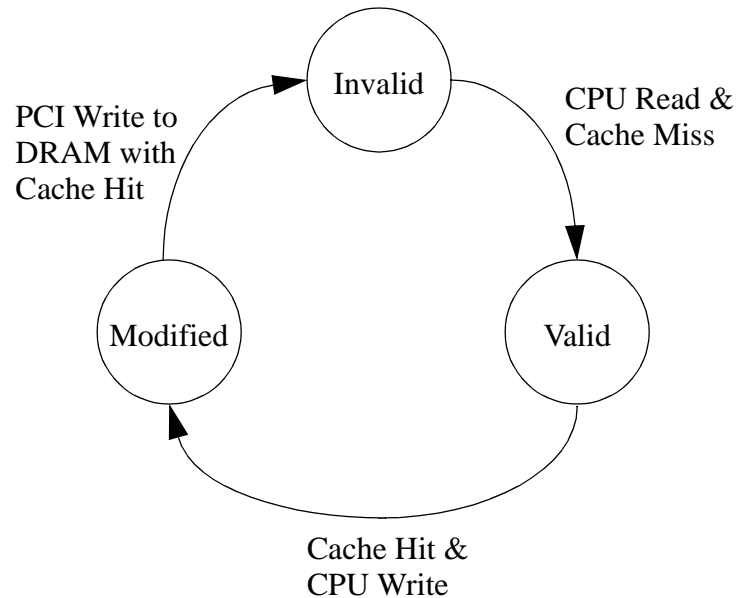 Invalid
PCI Write to
DRAM with
Cache Hit
CPU Read &
Cache Miss
Modified
Valid
Cache Hit &
CPU Write